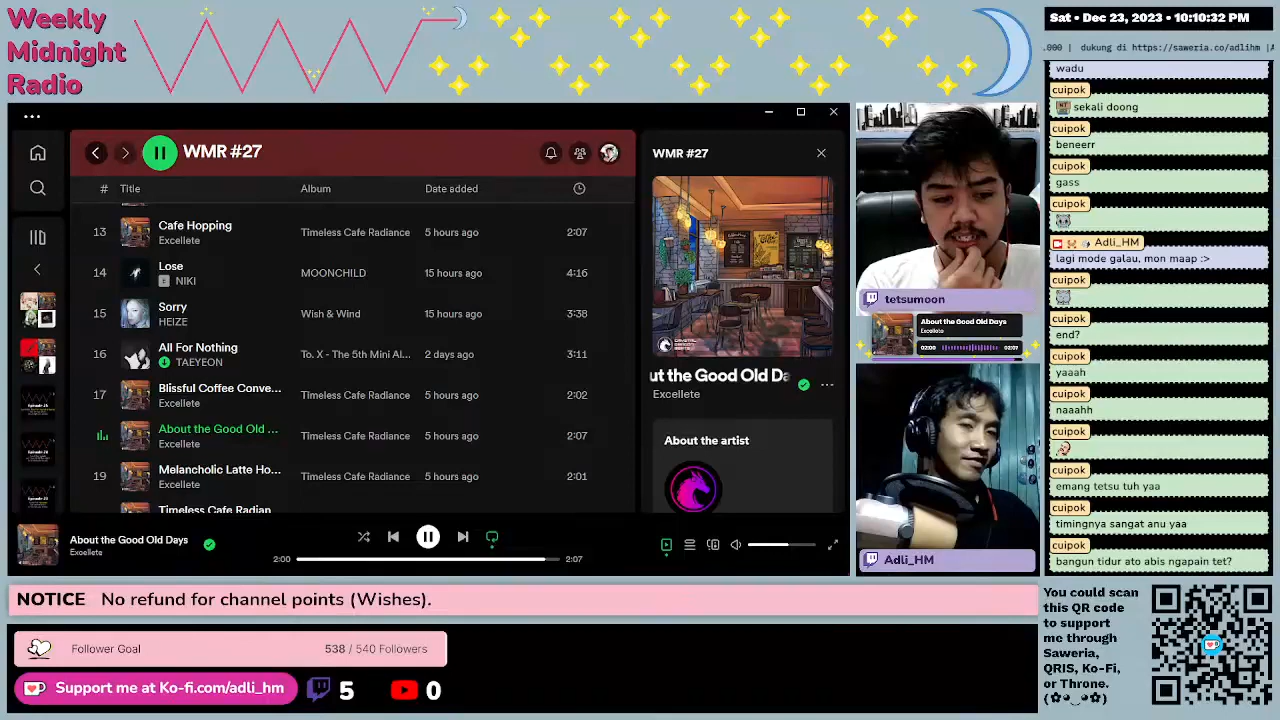 Weekly
Midnight
Radio
Sat • Dec 23, 2023 • 10:10:32 PM
.000 | dukung di https://saweria.co/adlihm |
WMR #27
# Title Album Date added
13 Cafe Hopping Timeless Cafe Radiance 5 hours ago 2:07
Excellete
14 Lose MOONCHILD 15 hours ago 4:16
E NIKI
15 Sorry Wish & Wind 15 hours ago 3:38
HEIZE
16 All For Nothing To. X - The 5th Mini Al... 2 days ago 3:11
TAEYEON
17 Blissful Coffee Conve... Timeless Cafe Radiance 5 hours ago 2:02
Excellete
About the Good Old ... Timeless Cafe Radiance 5 hours ago 2:07
Excellete
19 Melancholic Latte Ho... Timeless Cafe Radiance 5 hours ago 2:01
Excellete
Timeless Cafe Radian
WMR #27
ut the Good Old Da
Excellete
About the artist
About the Good Old Days
Excellete
2:00
2:07
tetsumoon
About the Good Old Days
Excellete
02:00
02:07
Adli_HM
wadu
cuipok
sekali doong
cuipok
beneerr
cuipok
gass
cuipok
Adli_HM
lagi mode galau, mon maap :>
cuipok
cuipok
end?
cuipok
yaaah
cuipok
naaahh
cuipok
cuipok
emang tetsu tuh yaa
cuipok
timingnya sangat anu yaa
cuipok
bangun tidur ato abis ngapain tet?
NOTICE No refund for channel points (Wishes).
Follower Goal 538 / 540 Followers
Support me at Ko-fi.com/adli_hm
5
0
You could scan
this QR code
to support
me through
Saweria,
QRIS, Ko-Fi,
or Throne.